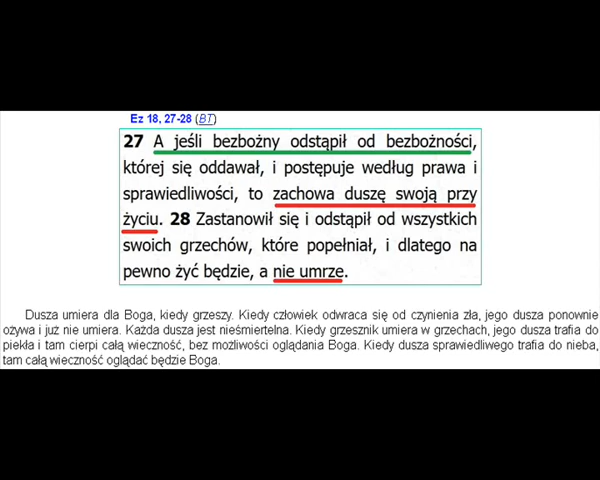 Ez 18, 27-28 (BT)
27 A jeśli bezbożny odstąpił od bezbożności,
której się oddawał, i postępuje według prawa i
sprawiedliwości, to zachowa duszę swoją przy
życiu. 28 Zastanowił się i odstąpił od wszystkich
swoich grzechów, które popełniał, i dlatego na
pewno żyć będzie, a nie umrze.
Dusza umiera dla Boga, kiedy grzeszy. Kiedy człowiek odwraca się od czynienia zła, jego dusza ponownie
ożywa i już nie umiera. Każda dusza jest nieśmiertelna. Kiedy grzesznik umiera w grzechach, jego dusza trafia do
piekła i tam cierpi całą wieczność, bez możliwości oglądania Boga. Kiedy dusza sprawiedliwego trafia do nieba,
tam całą wieczność oglądać będzie Boga.